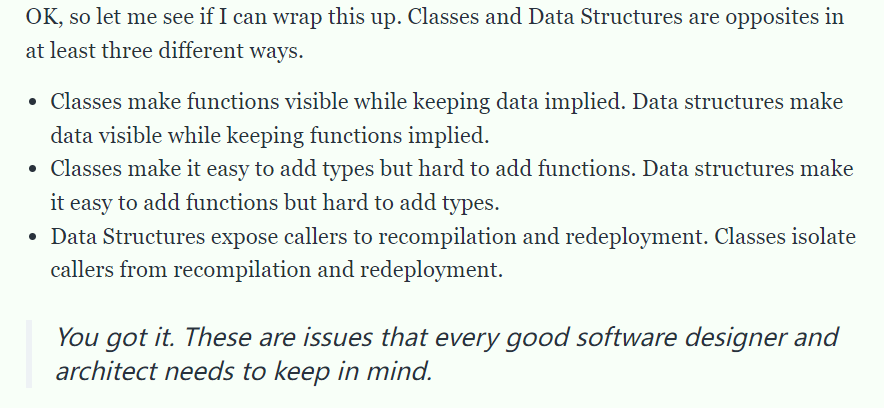 OK, so let me see if I can wrap this up. Classes and Data Structures are opposites in
at least three different ways.
• Classes make functions visible while keeping data implied. Data structures make
data visible while keeping functions implied.
• Classes make it easy to add types but hard to add functions. Data structures make
it easy to add functions but hard to add types.
• Data Structures expose callers to recompilation and redeployment. Classes isolate
callers from recompilation and redeployment.
You got it. These are issues that every good software designer and
architect needs to keep in mind.